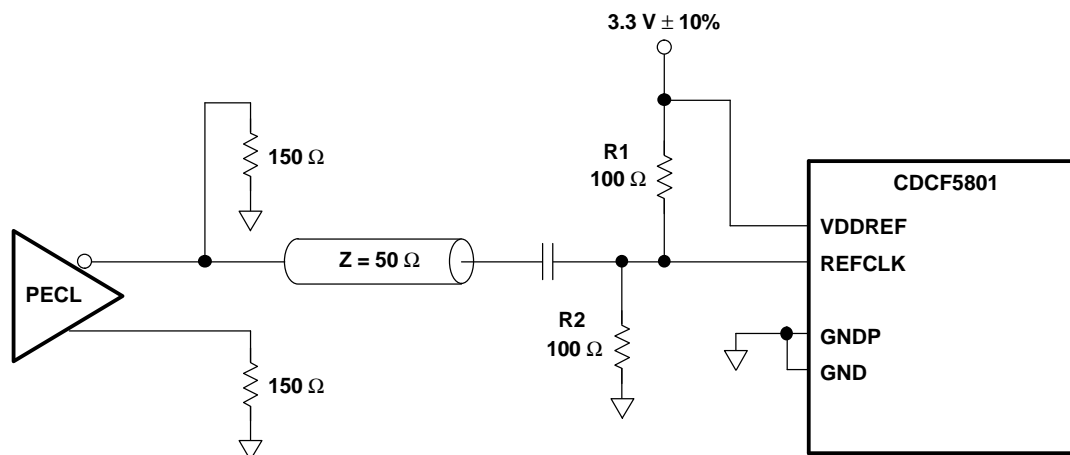 3.3 V ± 10%
150 Ω
R1
100 Ω
CDCF5801
VDDREF
Z = 50 Ω
REFCLK
PECL
R2
100 Ω
GNDP
GND
150 Ω